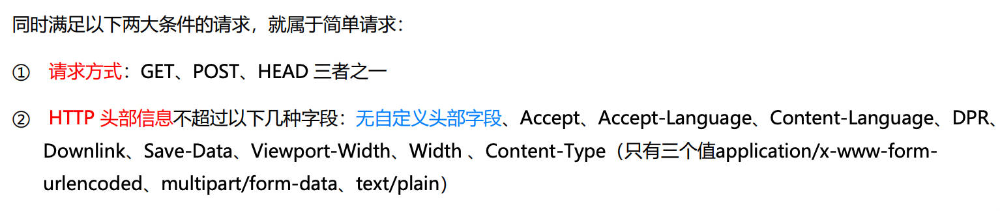 同时满足以下两大条件的请求，就属于简单请求：
① 请求方式：GET、POST、HEAD 三者之一
② HTTP 头部信息不超过以下几种字段：无自定义头部字段、Accept、Accept-Language、Content-Language、DPR、
Downlink、Save-Data、Viewport-Width、Width 、Content-Type（只有三个值application/x-www-form-
urlencoded、multipart/form-data、text/plain）